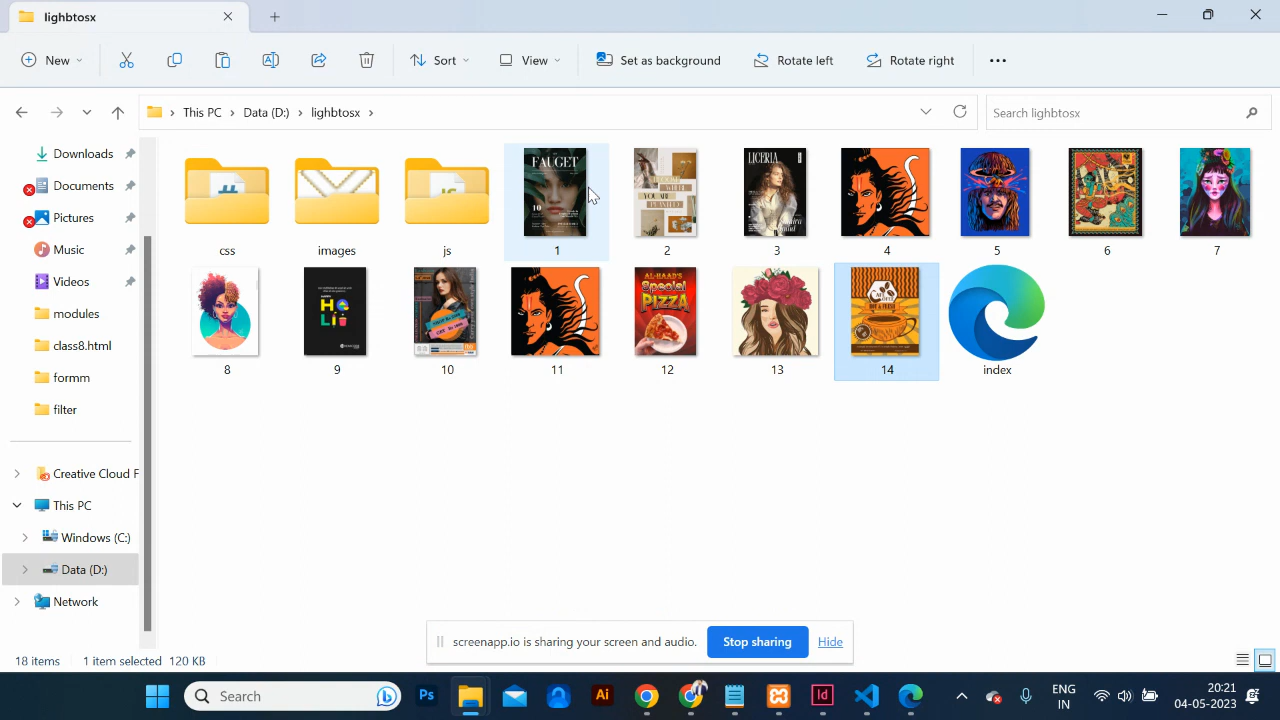 lighbtosx
New
Sort
View
Set as background
Rotate left
Rotate right
This PC
Data (D:)
lighbtosx
Search lighbtosx
Downloads
Documents
Pictures
Music
Videos
modules
class8.html
formm
filter
Creative Cloud F
This PC
Windows (C:)
Data (D:)
Network
css
images
js
FAUGET
10
1
2
LICERIA
3
4
5
6
7
8
9
10
11
AL-HAAD'S
Special
PIZZA
12
13
14
index
screenapp.io is sharing your screen and audio.
Stop sharing
Hide
18 items
1 item selected
120 KB
Ps
Search
Ai
Id
ENG
IN
20:21
04-05-2023